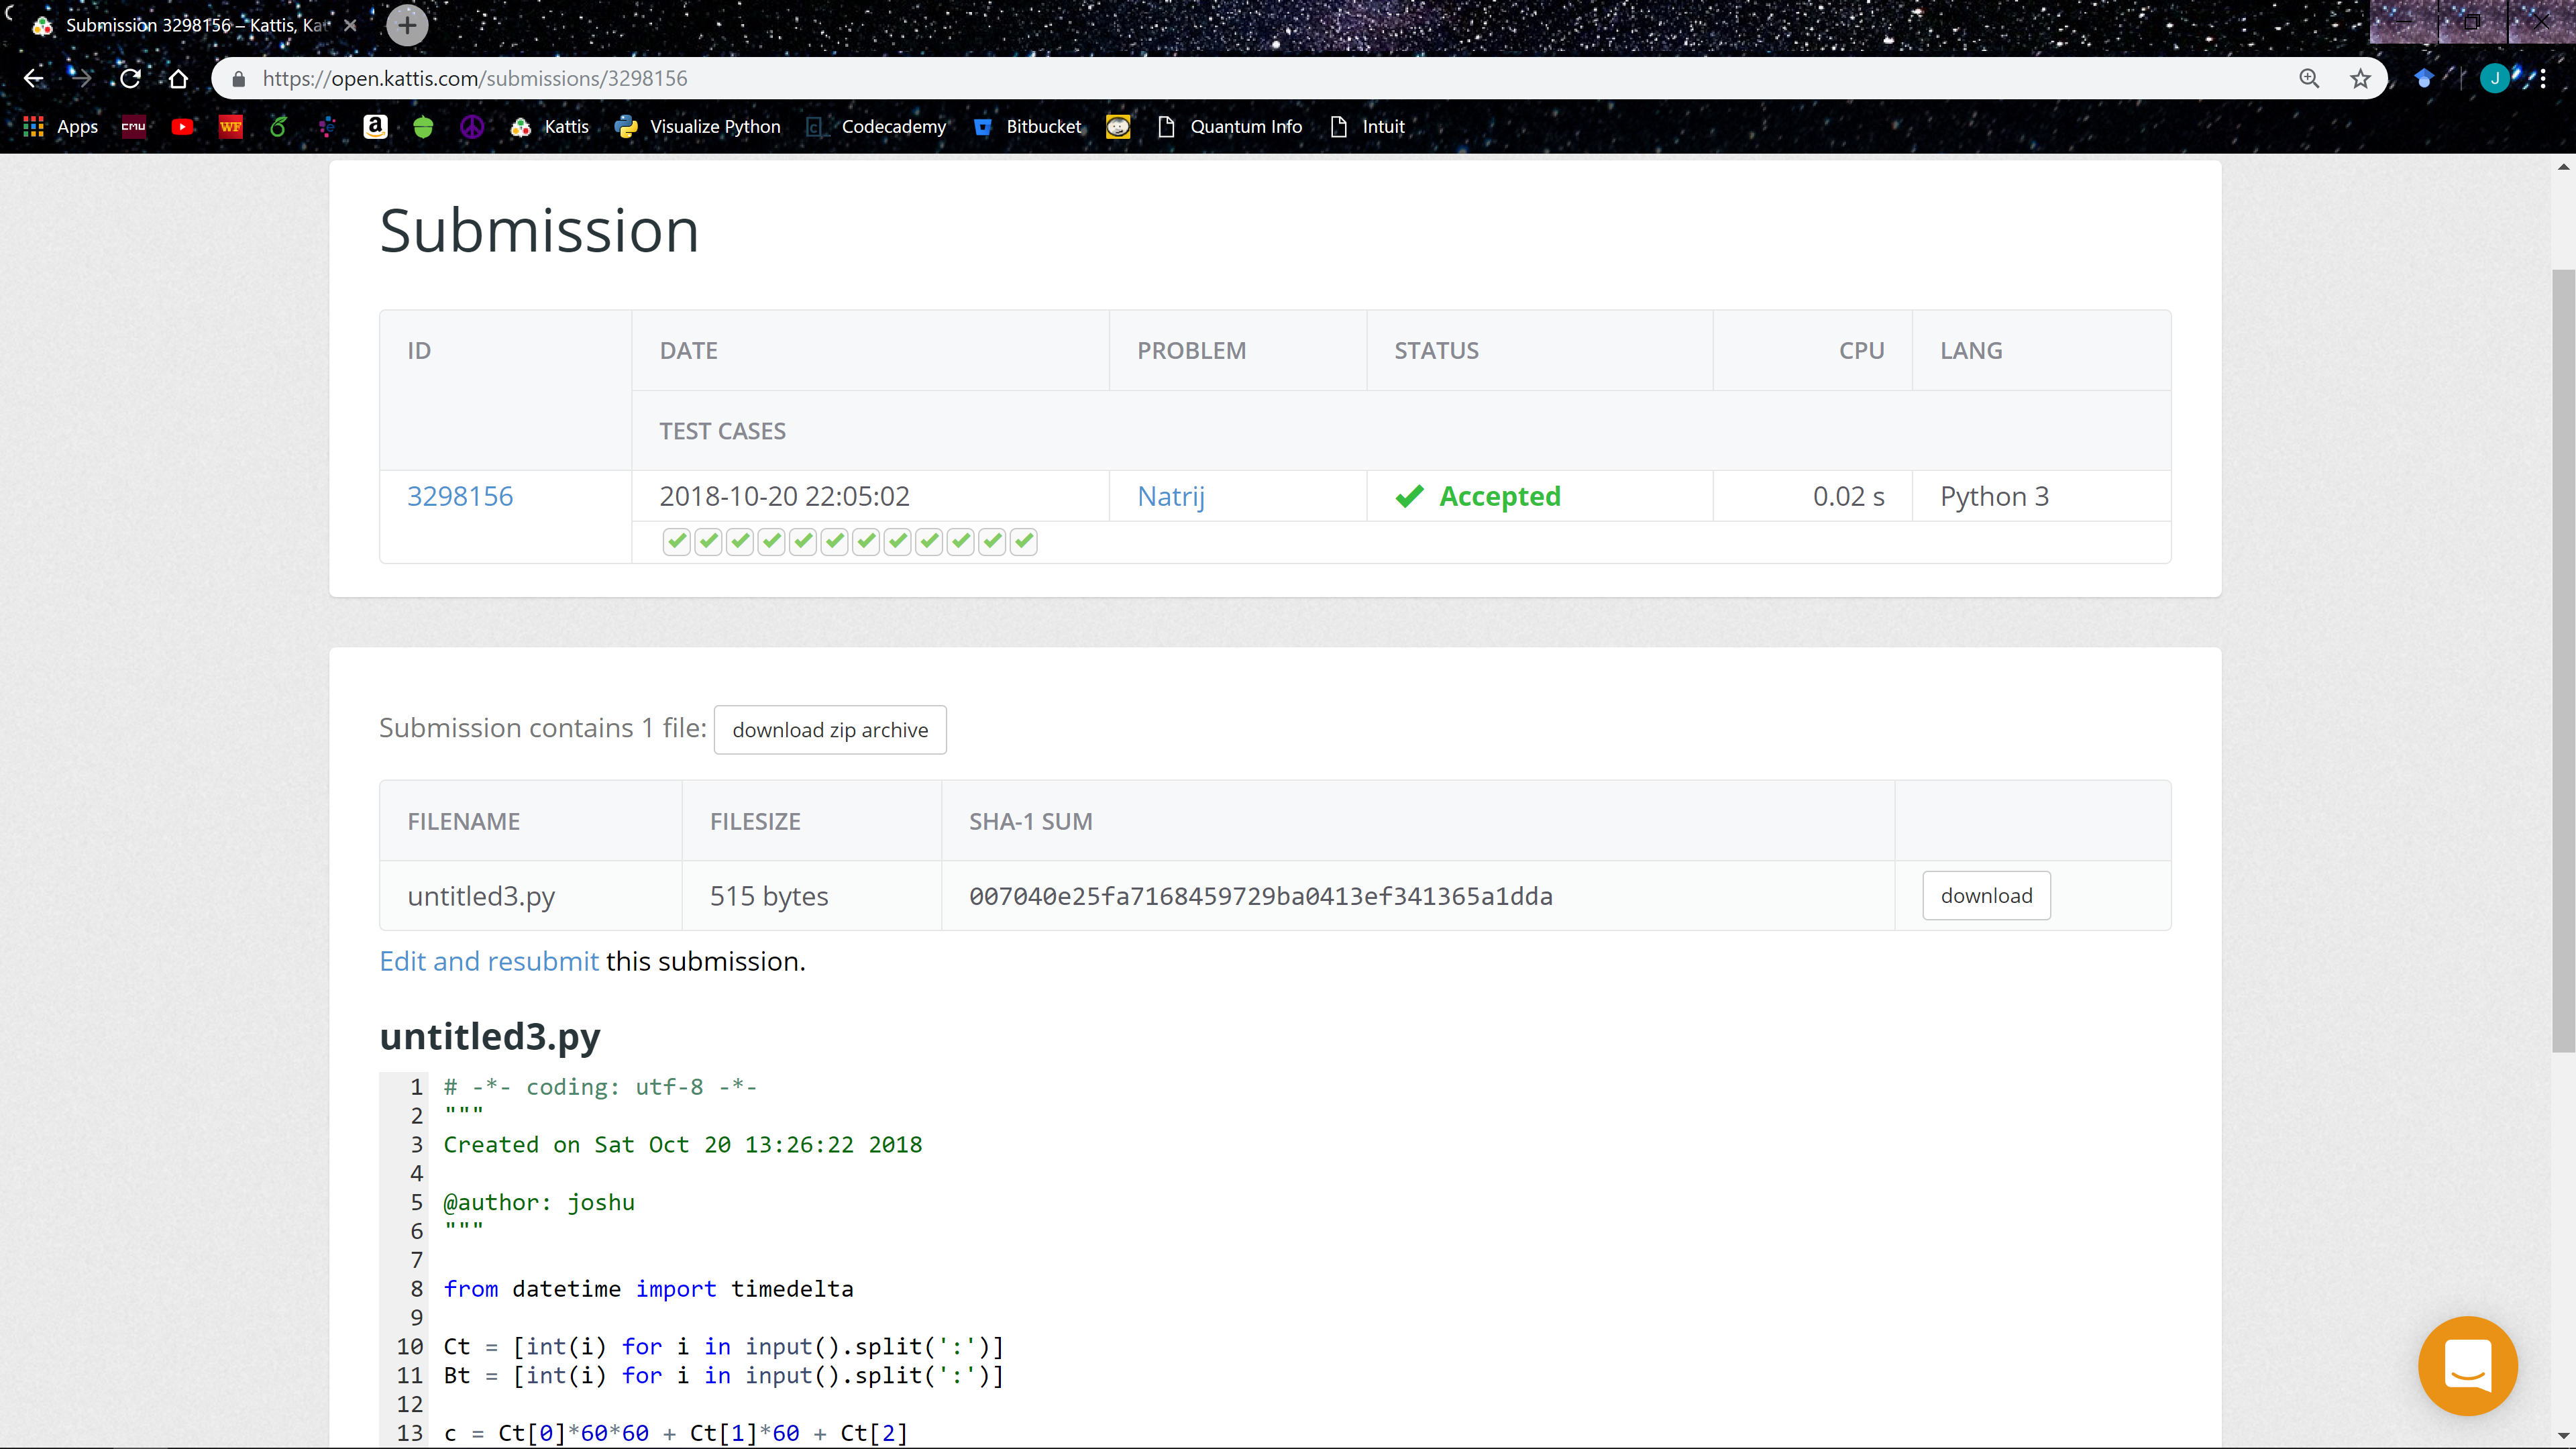 Submission 3298156 – Kattis, Kat
https://open.kattis.com/submissions/3298156
J
Apps CMU WF a Kattis Visualize Python Codecademy Bitbucket Quantum Info Intuit
Submission
ID DATE PROBLEM STATUS CPU LANG
TEST CASES
3298156 2018-10-20 22:05:02 Natrij Accepted 0.02 s Python 3
Submission contains 1 file: download zip archive
FILENAME FILESIZE SHA-1 SUM
untitled3.py 515 bytes 007040e25fa7168459729ba0413ef341365a1dda download
Edit and resubmit this submission.
untitled3.py
1 # -*- coding: utf-8 -*-
2 """
3 Created on Sat Oct 20 13:26:22 2018
4
5 @author: joshu
6 """
7
8 from datetime import timedelta
9
10 Ct = [int(i) for i in input().split(':')]
11 Bt = [int(i) for i in input().split(':')]
12
13 c = Ct[0]*60*60 + Ct[1]*60 + Ct[2]